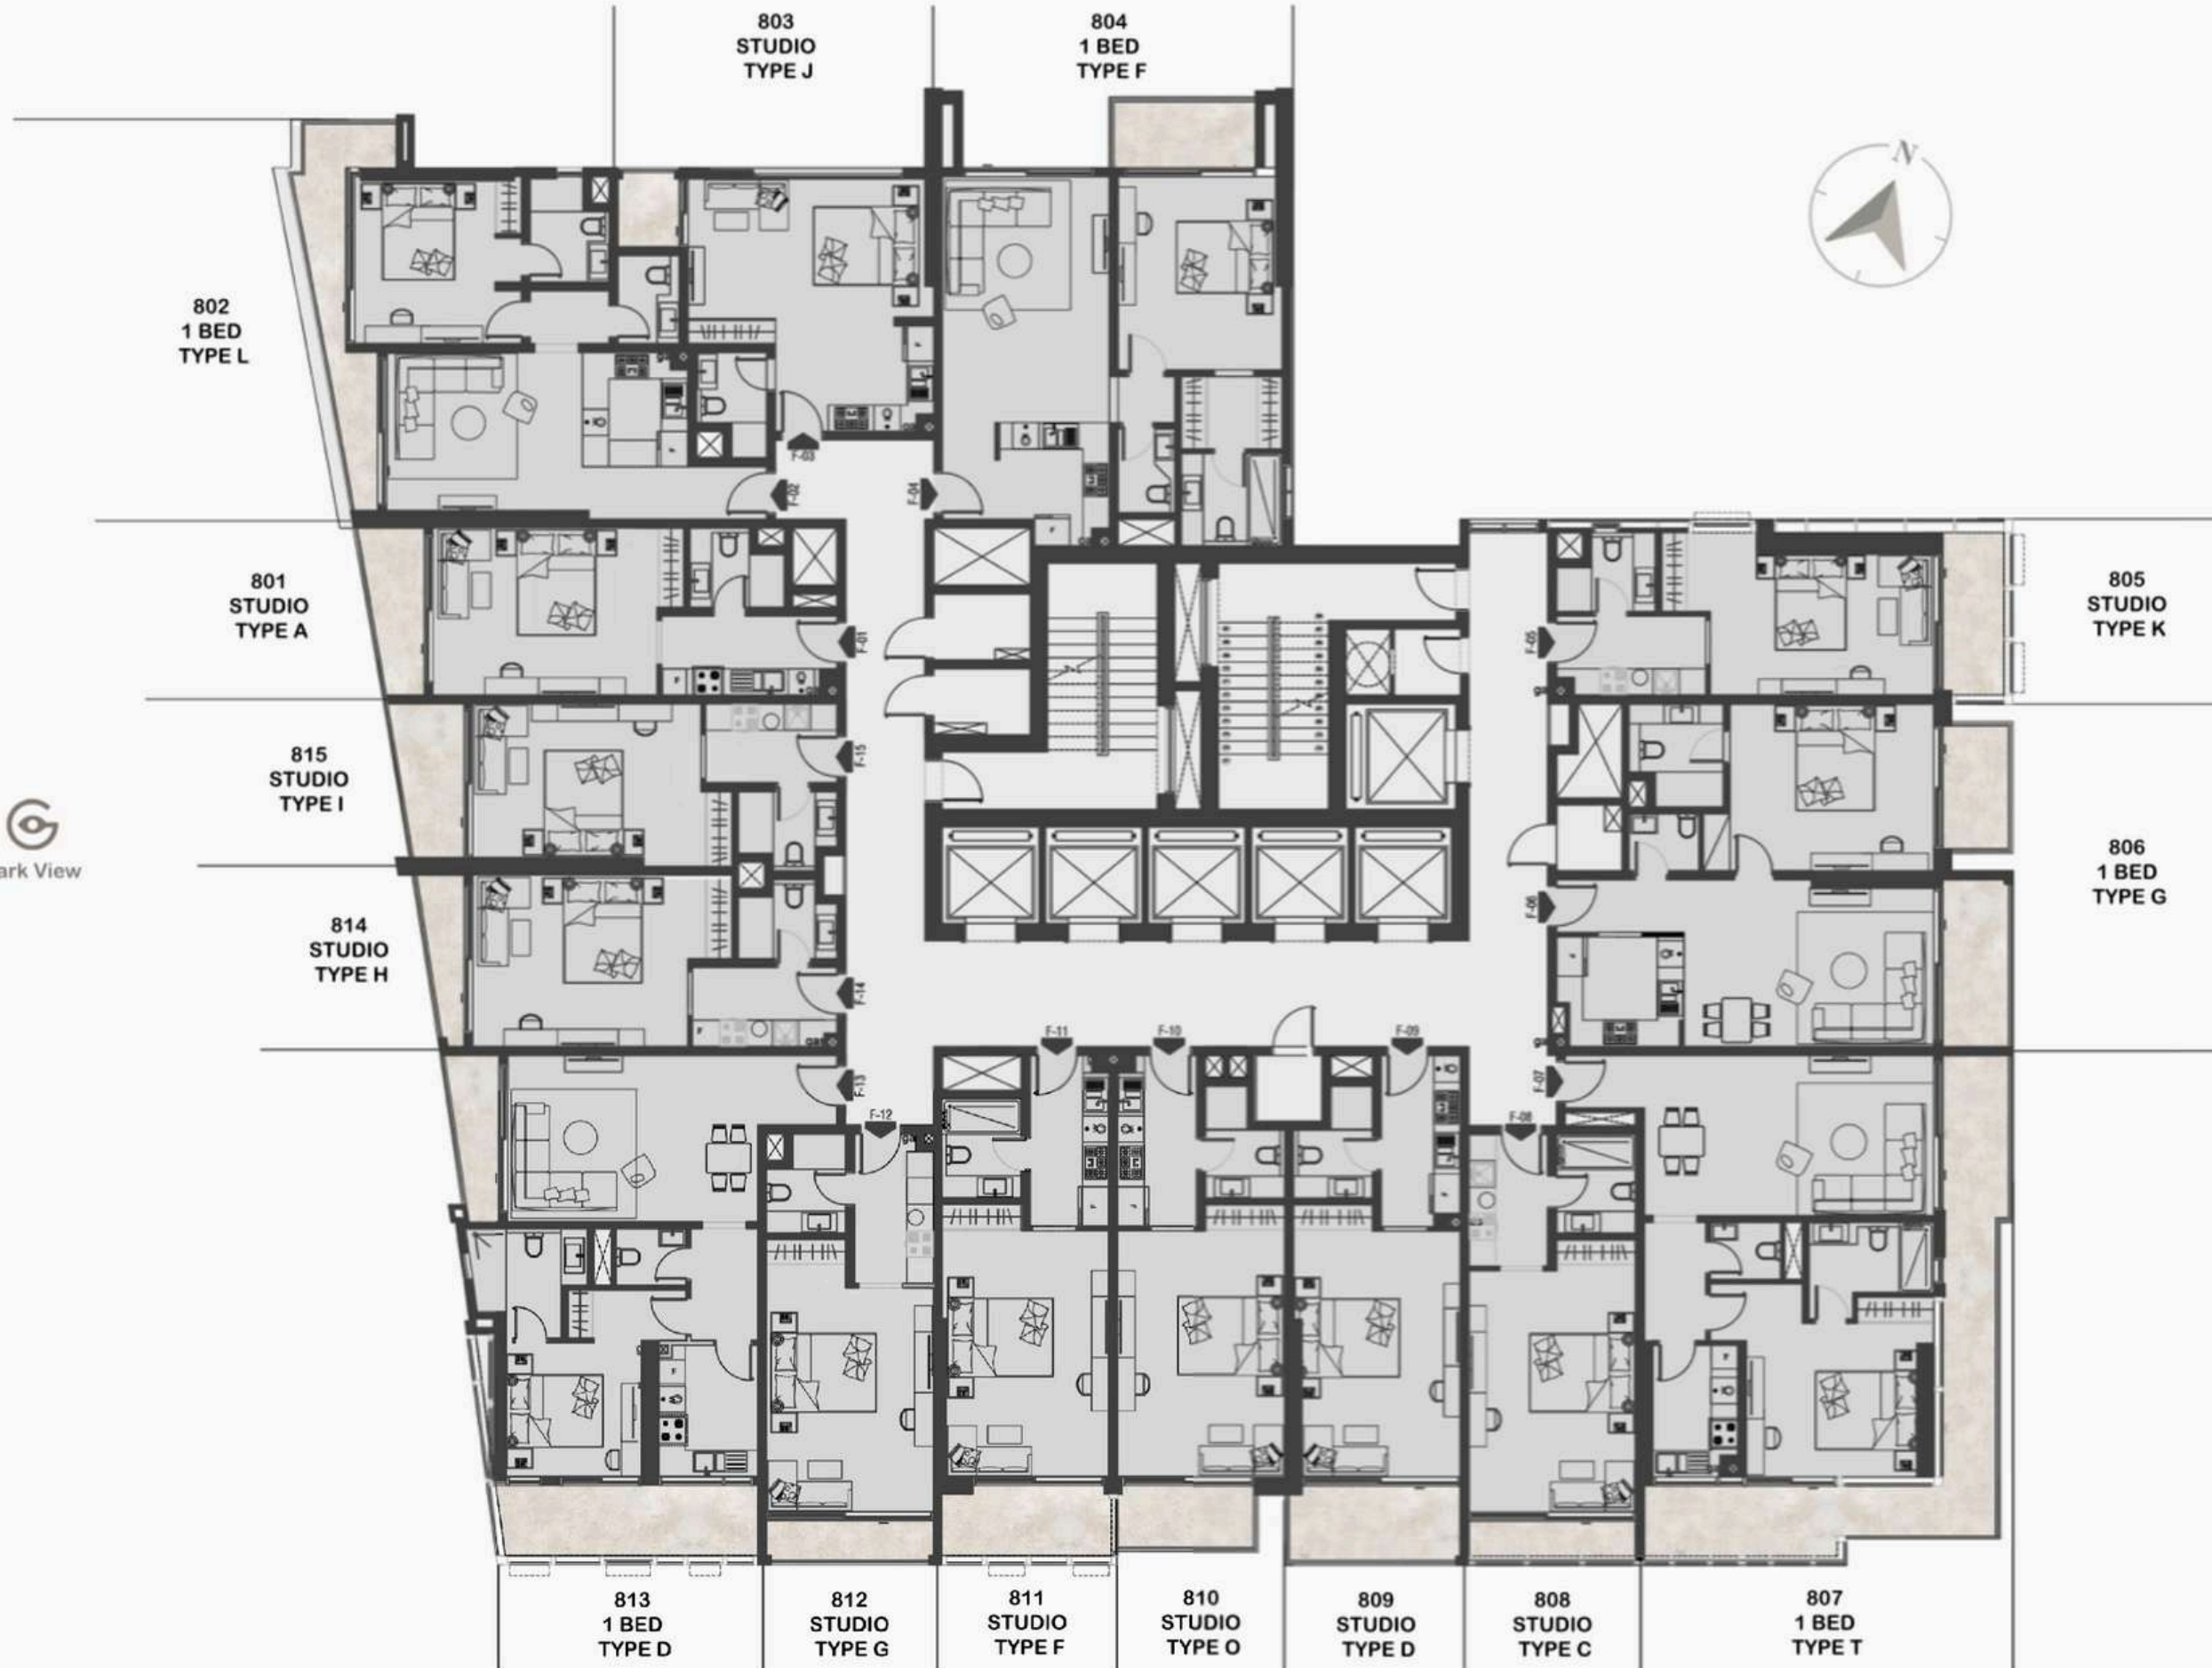 803
STUDIO
TYPE J
804
1 BED
TYPE F
N
802
1 BED
TYPE L
F-03
F-02
F-04
801
STUDIO
TYPE A
F-01
F-05
805
STUDIO
TYPE K
815
STUDIO
TYPE I
F-15
ark View
806
1 BED
TYPE G
814
STUDIO
TYPE H
F-14
F-06
F-11
F-10
F-09
F-13
F-12
F-07
F-08
813
1 BED
TYPE D
812
STUDIO
TYPE G
811
STUDIO
TYPE F
810
STUDIO
TYPE O
809
STUDIO
TYPE D
808
STUDIO
TYPE C
807
1 BED
TYPE T